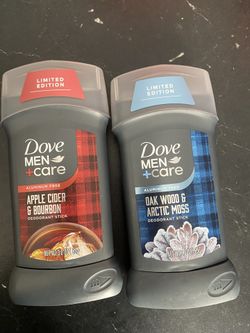 LIMITED
EDITION
Dove
MEN
+care
ALUMINUM FREE
APPLE CIDER
& BOURBON
DEODORANT STICK
LIMITED
EDITION
Dove
MEN
+care
ALUMINUM FREE
OAK WOOD &
ARCTIC MOSS
DEODORANT STICK